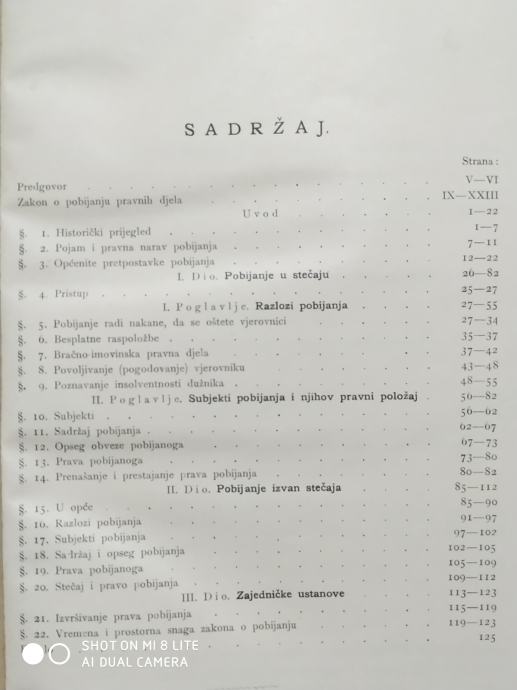 SADRŽAJ.
Strana:
Predgovor V—VI
Zakon o pobijanju pravnih djela IX—XXIII
Uvod 1—22
§. 1. Historički prijegled 1—7
§. 2. Pojam i pravna narav pobijanja 7—11
§. 3. Općenite pretpostavke pobijanja 12—22
I. Dio. Pobijanje u stečaju 26—82
§. 4. Pristup 25—27
I. Poglavlje. Razlozi pobijanja 27—55
§. 5. Pobijanje radi nakane, da se oštete vjerovnici 27—34
§. 6. Besplatne raspoložbe 35—37
§. 7. Bračno-imovinska pravna djela 37—42
§. 8. Povoljivanje (pogodovanje) vjerovniku 43—48
§. 9. Poznavanje insolventnosti dužnika 48—55
II. Poglavlje. Subjekti pobijanja i njihov pravni položaj 56—82
§. 10. Subjekti 56—62
§. 11. Sadržaj pobijanja 62—67
§. 12. Opseg obveze pobijanoga 67—73
§. 13. Prava pobijanoga 73—80
§. 14. Prenašanje i prestajanje prava pobijanja 80—82
II. Dio. Pobijanje izvan stečaja 85—112
§. 15. U opće 85—90
§. 16. Razlozi pobijanja 91—97
§. 17. Subjekti pobijanja 97—102
§. 18. Sadržaj i opseg pobijanja 102—105
§. 19. Prava pobijanoga 105—109
§. 20. Stečaj i pravo pobijanja 109—112
III. Dio. Zajedničke ustanove 113—123
§. 21. Izvršivanje prava pobijanja 115—119
§. 22. Vremena i prostorna snaga zakona o pobijanju 119—123
125
SHOT ON MI 8 LITE
AI DUAL CAMERA